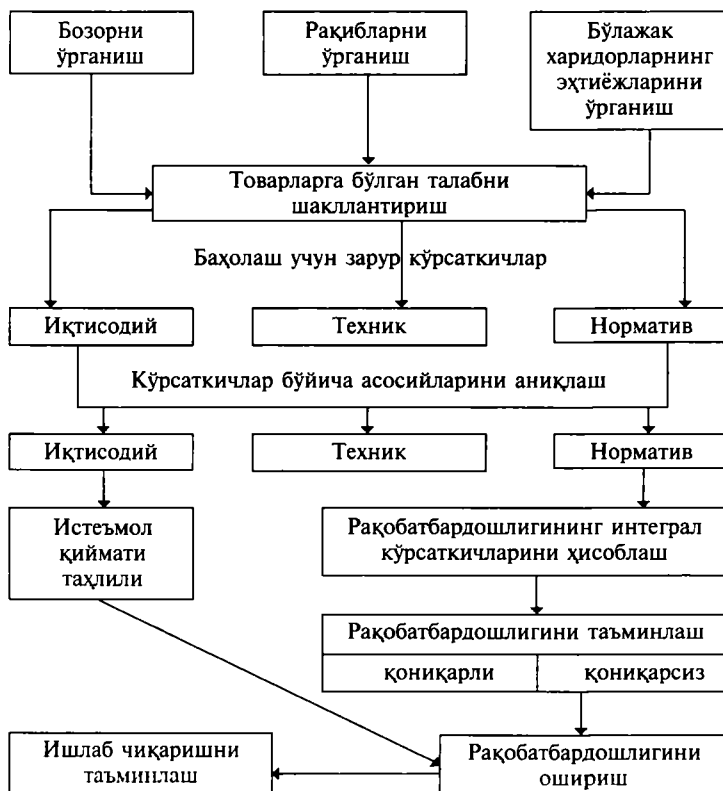 Бозорни
ўрганиш
Рақибларни
ўрганиш
Бўлажак
харидорларнинг
эҳтиёжларини
ўрганиш
Товарларга бўлган талабни
шакллантириш
Баҳолаш учун зарур кўрсаткичлар
Иқтисодий
Техник
Норматив
Кўрсаткичлар бўйича асосийларини аниқлаш
Иқтисодий
Техник
Норматив
Истеъмол
қиймати
таҳлили
Рақобатбардошлигининг интеграл
кўрсаткичларини ҳисоблаш
Рақобатбардошлигини таъминлаш
қониқарли
қониқарсиз
Ишлаб чиқаришни
таъминлаш
Рақобатбардошлигини
ошириш